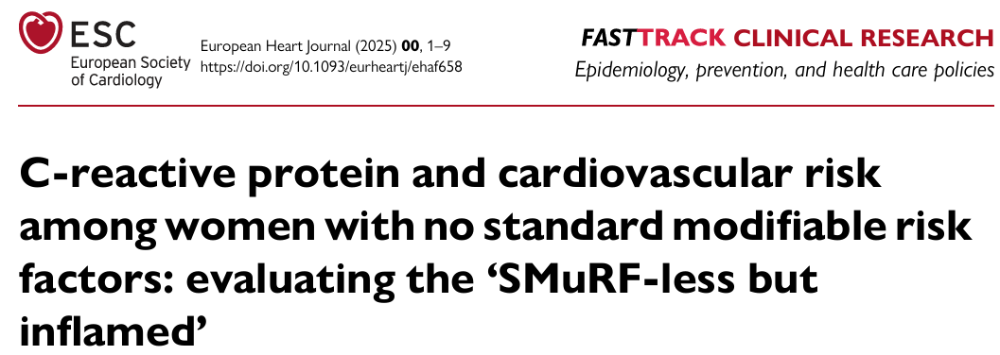 ESC
European Society
of Cardiology
European Heart Journal (2025) 00, 1–9
https://doi.org/10.1093/eurheartj/ehaf658
FASTTRACK CLINICAL RESEARCH
Epidemiology, prevention, and health care policies
C-reactive protein and cardiovascular risk
among women with no standard modifiable risk
factors: evaluating the ‘SMuRF-less but
inflamed’